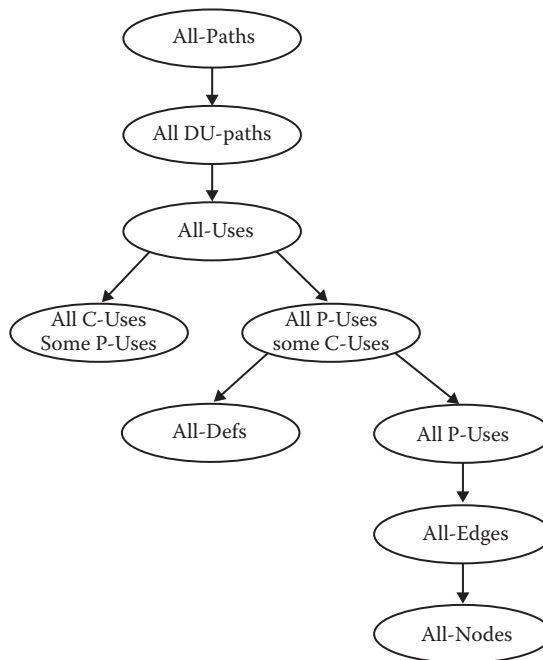 All-Paths
All DU-paths
All-Uses
All C-Uses
Some P-Uses
All P-Uses
some C-Uses
All-Defs
All P-Uses
All-Edges
All-Nodes